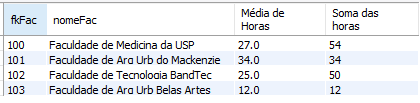 fkFac nomeFac Média de Horas Soma das horas
100 Faculdade de Medicina da USP 27.0 54
101 Faculdade de Arq Urb do Mackenzie 34.0 34
102 Faculdade de Tecnologia BandTec 25.0 50
103 Faculdade de Arq Urb Belas Artes 12.0 12